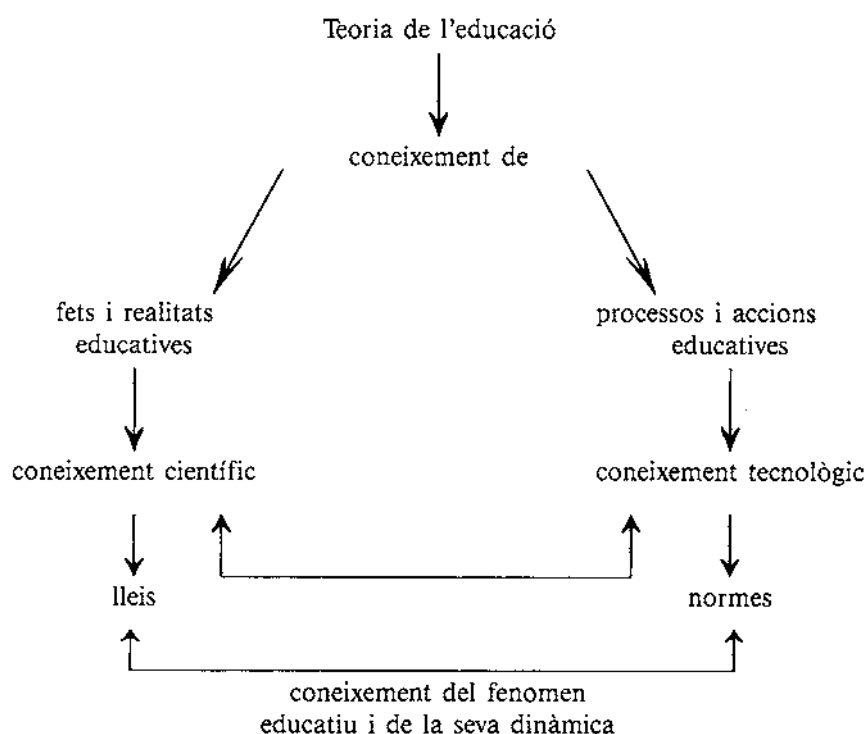 Teoria de l'educació
coneixement de
fets i realitats
educatives
processos i accions
educatives
coneixement científic
coneixement tecnològic
lleis
normes
coneixement del fenomen
educatiu i de la seva dinàmica